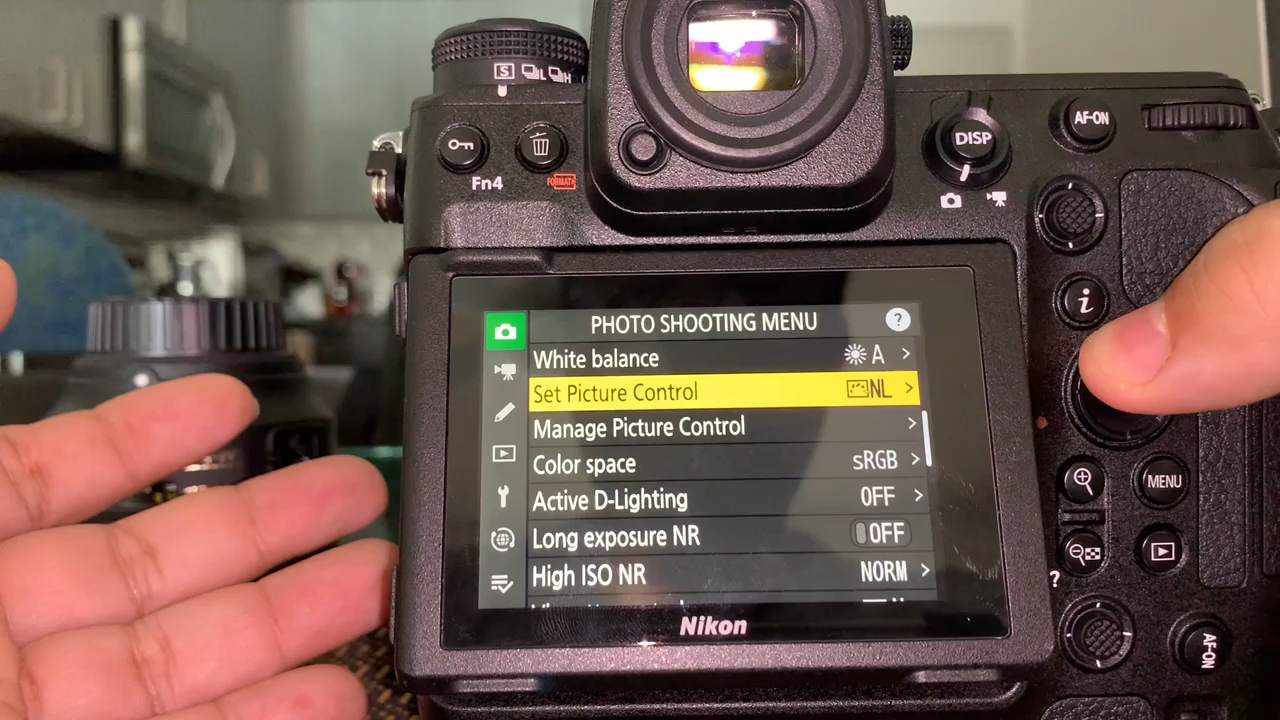 S L H
Fn4
FORMAT
DISP
AF-ON
i
PHOTO SHOOTING MENU ?
White balance A >
Set Picture Control NL >
Manage Picture Control >
Color space sRGB >
Active D-Lighting OFF >
Long exposure NR OFF
High ISO NR NORM >
MENU
?
Nikon
AF-ON